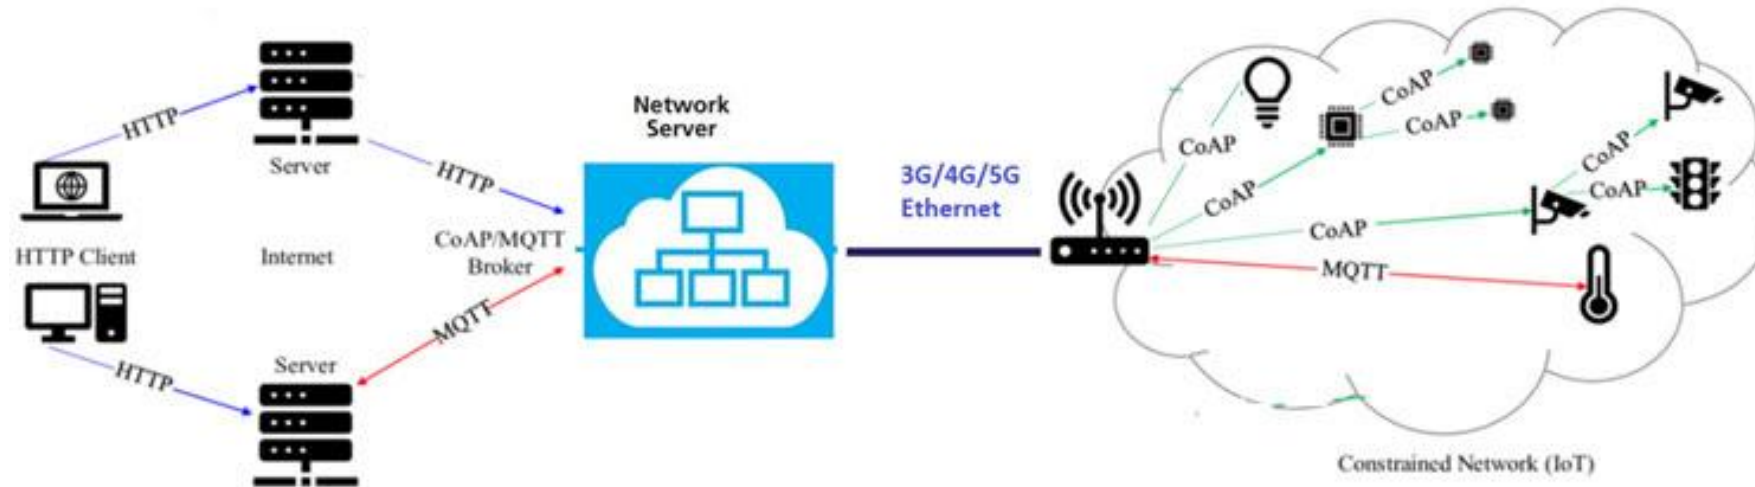 HTTP
Server
HTTP
HTTP Client
Internet
HTTP
Server
MQTT
CoAP/MQTT
Broker
Network
Server
3G/4G/5G
Ethernet
CoAP
CoAP
CoAP
CoAP
CoAP
CoAP
CoAP
MQTT
Constrained Network (IoT)